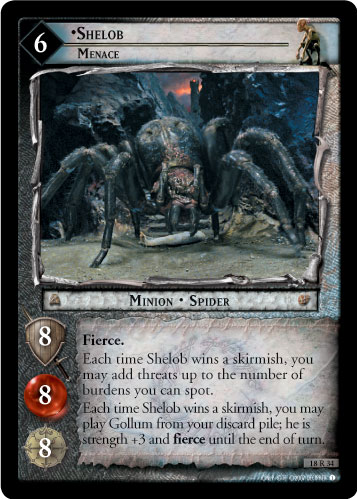 6
•Shelob
Menace
Minion • Spider
8
8
8
Fierce.
Each time Shelob wins a skirmish, you
may add threats up to the number of
burdens you can spot.
Each time Shelob wins a skirmish, you may
play Gollum from your discard pile; he is
strength +3 and fierce until the end of turn.
18 R 34